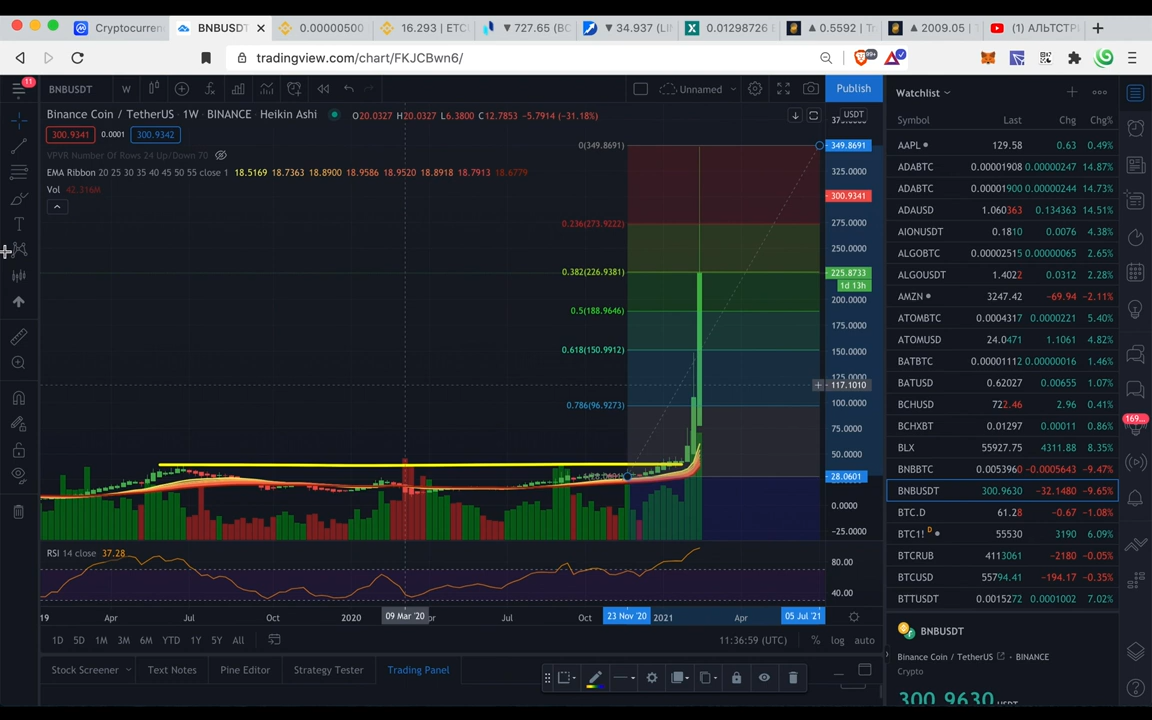 Cryptocurren
BNBUSDT
0.00000500
16.293 | ETC
▼ 727.65 (BC
▼ 34.937 (LIN
0.01298726
▲ 0.5592 | Tr
▲ 2009.05 |
(1) АЛЬТСТР
tradingview.com/chart/FKJCBwn6/
99+
11
BNBUSDT
W
Unnamed
Publish
Binance Coin / TetherUS · 1W · BINANCE · Heikin Ashi
O20.0327 H20.0327 L6.3800 C12.7853 -5.7914 (-31.18%)
300.9341 0.0001 300.9342
VPVR Number Of Rows 24 Up/Down 70
EMA Ribbon 20 25 30 35 40 45 50 55 close 1 18.5169 18.7363 18.8900 18.9586 18.9520 18.8918 18.7913 18.6779
Vol 42.316M
USDT
0(349.8691)
0.236(273.9222)
0.382(226.9381)
0.5(188.9646)
0.618(150.9912)
0.786(96.9273)
349.8691
325.0000
300.9341
275.0000
250.0000
225.8733
1d 13h
200.0000
175.0000
150.0000
125.0000
117.1010
100.0000
75.0000
50.0000
28.0601
0.0000
-25.0000
RSI 14 close 37.28
80.00
40.00
19 Apr Jul Oct 2020 09 Mar '20 pr Jul Oct 23 Nov '20 2021 Apr 05 Jul '21
1D 5D 1M 3M 6M YTD 1Y 5Y All
11:36:59 (UTC) % log auto
Stock Screener Text Notes Pine Editor Strategy Tester Trading Panel
Watchlist
Symbol Last Chg Chg%
AAPL 129.58 0.63 0.49%
ADABTC 0.00001908 0.00000247 14.87%
ADABTC 0.00001900 0.00000244 14.73%
ADAUSD 1.060363 0.134363 14.51%
AIONUSDT 0.1810 0.0076 4.38%
ALGOBTC 0.00002515 0.00000065 2.65%
ALGOUSDT 1.4022 0.0312 2.28%
AMZN 3247.42 -69.94 -2.11%
ATOMBTC 0.0004317 0.0000221 5.40%
ATOMUSD 24.0471 1.1061 4.82%
BATBTC 0.00001112 0.00000016 1.46%
BATUSD 0.62027 0.00655 1.07%
BCHUSD 722.46 2.96 0.41%
BCHXBT 0.01297 0.00011 0.86%
BLX 55927.75 4311.88 8.35%
BNBBTC 0.005396 -0.0005643 -9.47%
BNBUSDT 300.9630 -32.1480 -9.65%
BTC.D 61.28 -0.67 -1.08%
BTC1! D 55530 3190 6.09%
BTCRUB 4113061 -2180 -0.05%
BTCUSD 55794.41 -194.17 -0.35%
BTTUSDT 0.0015272 0.0001002 7.02%
BNBUSDT
Binance Coin / TetherUS · BINANCE
Crypto
300.9630 USDT
169...